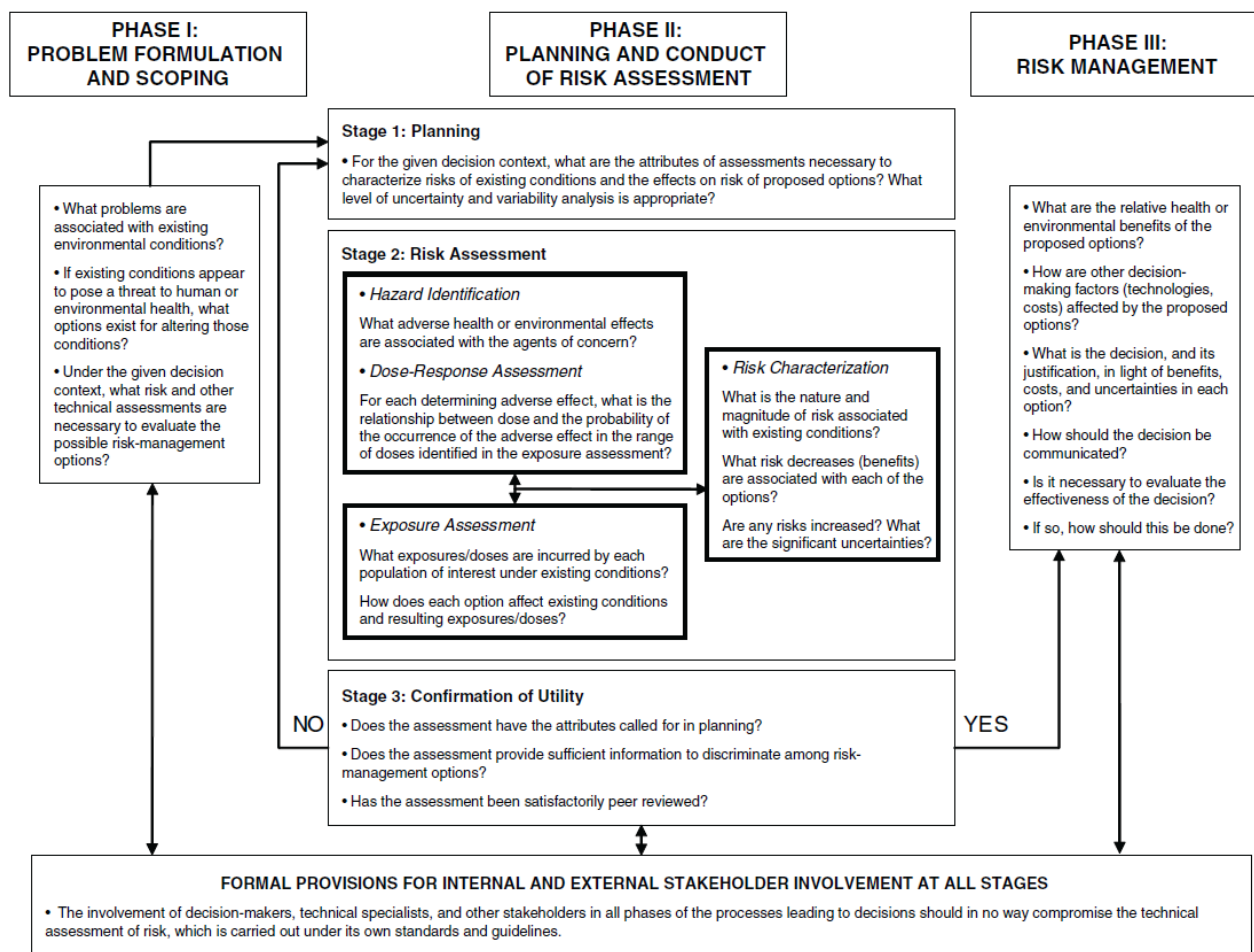 PHASE I:
PROBLEM FORMULATION
AND SCOPING
PHASE II:
PLANNING AND CONDUCT
OF RISK ASSESSMENT
PHASE III:
RISK MANAGEMENT
• What problems are
associated with existing
environmental conditions?
• If existing conditions appear
to pose a threat to human or
environmental health, what
options exist for altering those
conditions?
• Under the given decision
context, what risk and other
technical assessments are
necessary to evaluate the
possible risk-management
options?
Stage 1: Planning
• For the given decision context, what are the attributes of assessments necessary to
characterize risks of existing conditions and the effects on risk of proposed options? What
level of uncertainty and variability analysis is appropriate?
Stage 2: Risk Assessment
• Hazard Identification
What adverse health or environmental effects
are associated with the agents of concern?
• Dose-Response Assessment
For each determining adverse effect, what is the
relationship between dose and the probability of
the occurrence of the adverse effect in the range
of doses identified in the exposure assessment?
• Exposure Assessment
What exposures/doses are incurred by each
population of interest under existing conditions?
How does each option affect existing conditions
and resulting exposures/doses?
• Risk Characterization
What is the nature and
magnitude of risk associated
with existing conditions?
What risk decreases (benefits)
are associated with each of the
options?
Are any risks increased? What
are the significant uncertainties?
Stage 3: Confirmation of Utility
• Does the assessment have the attributes called for in planning?
• Does the assessment provide sufficient information to discriminate among risk-
management options?
• Has the assessment been satisfactorily peer reviewed?
NO
YES
• What are the relative health or
environmental benefits of the
proposed options?
• How are other decision-
making factors (technologies,
costs) affected by the proposed
options?
• What is the decision, and its
justification, in light of benefits,
costs, and uncertainties in each
option?
• How should the decision be
communicated?
• Is it necessary to evaluate the
effectiveness of the decision?
• If so, how should this be done?
FORMAL PROVISIONS FOR INTERNAL AND EXTERNAL STAKEHOLDER INVOLVEMENT AT ALL STAGES
• The involvement of decision-makers, technical specialists, and other stakeholders in all phases of the processes leading to decisions should in no way compromise the technical
assessment of risk, which is carried out under its own standards and guidelines.